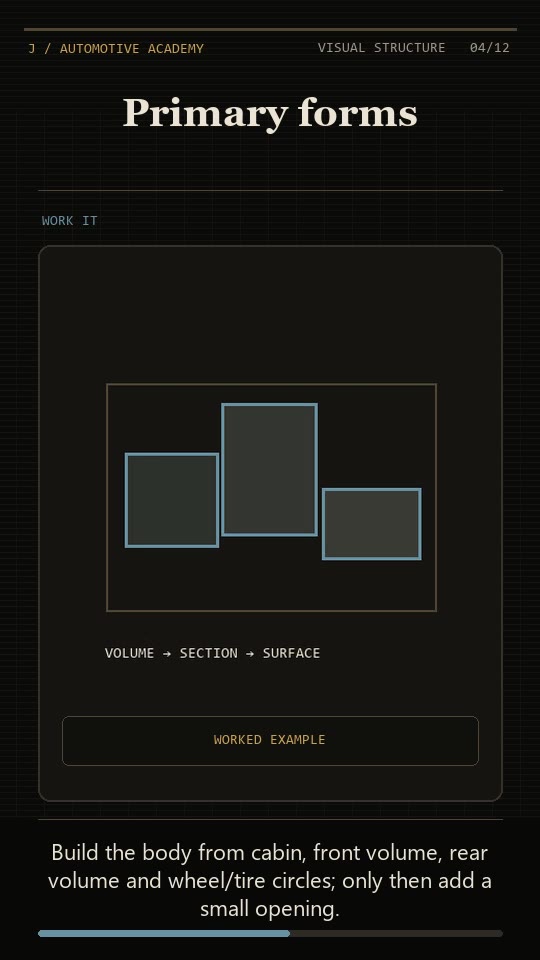 J / AUTOMOTIVE ACADEMY
VISUAL STRUCTURE 04/12
Primary forms
WORK IT
VOLUME → SECTION → SURFACE
WORKED EXAMPLE
Build the body from cabin, front volume, rear
volume and wheel/tire circles; only then add a
small opening.